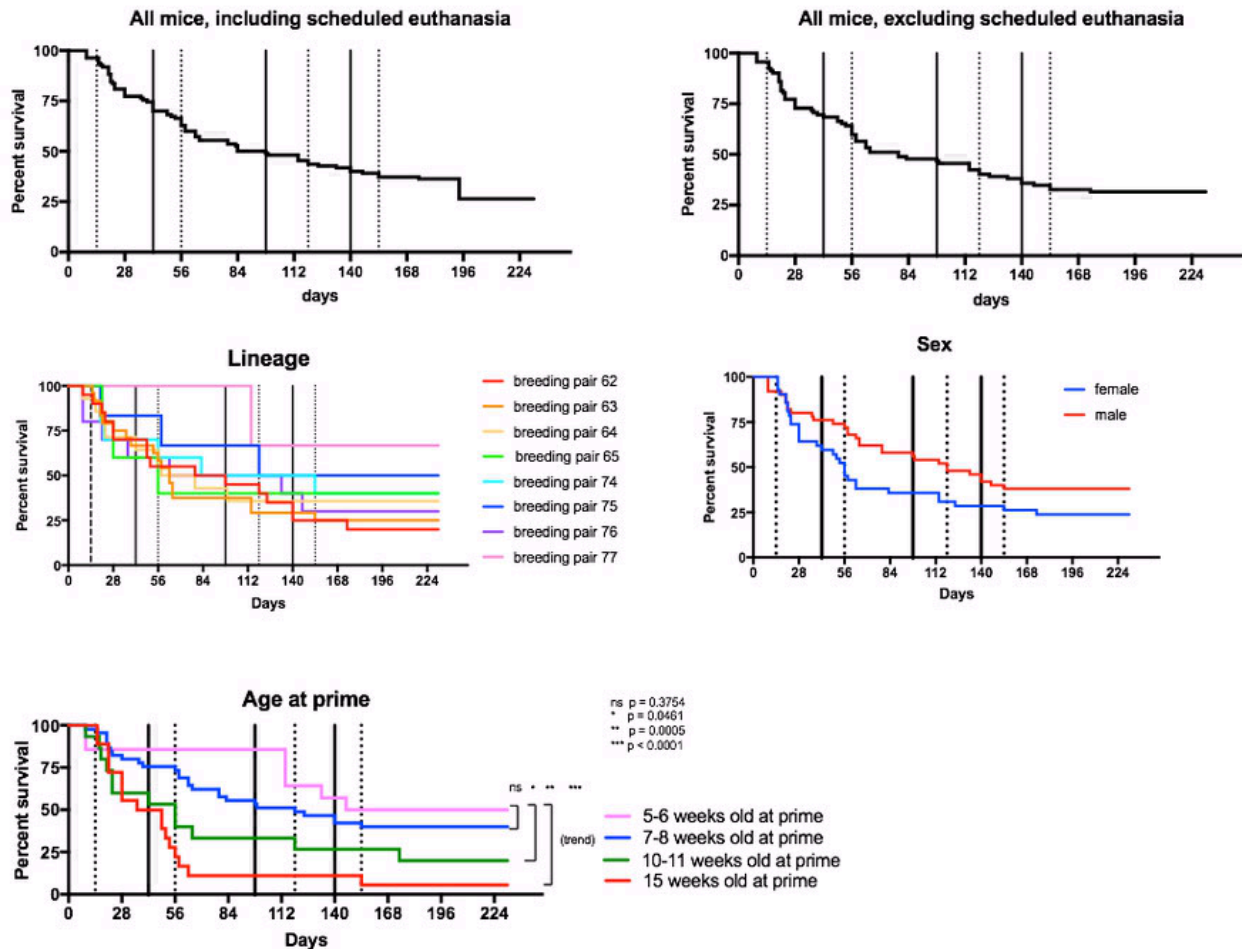 All mice, including scheduled euthanasia
100
75
50
25
0
Percent survival
0 28 56 84 112 140 168 196 224
days
All mice, excluding scheduled euthanasia
100
75
50
25
0
Percent survival
0 28 56 84 112 140 168 196 224
days
Lineage
100
75
50
25
0
Percent survival
0 28 56 84 112 140 168 196 224
Days
breeding pair 62
breeding pair 63
breeding pair 64
breeding pair 65
breeding pair 74
breeding pair 75
breeding pair 76
breeding pair 77
Sex
100
75
50
25
0
Percent survival
0 28 56 84 112 140 168 196 224
Days
female
male
Age at prime
100
75
50
25
0
Percent survival
0 28 56 84 112 140 168 196 224
Days
ns p = 0.3754
* p = 0.0461
** p = 0.0005
*** p < 0.0001
ns * ** ***
(trend)
5-6 weeks old at prime
7-8 weeks old at prime
10-11 weeks old at prime
15 weeks old at prime